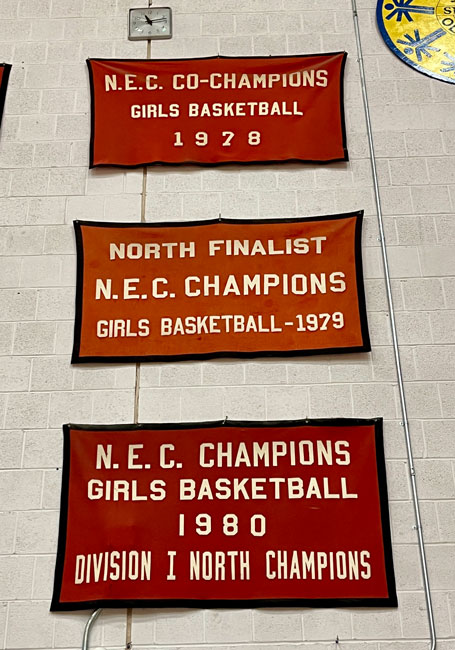 N.E.C. CO-CHAMPIONS
GIRLS BASKETBALL
1978
NORTH FINALIST
N.E.C. CHAMPIONS
GIRLS BASKETBALL-1979
N.E.C. CHAMPIONS
GIRLS BASKETBALL
1980
DIVISION I NORTH CHAMPIONS